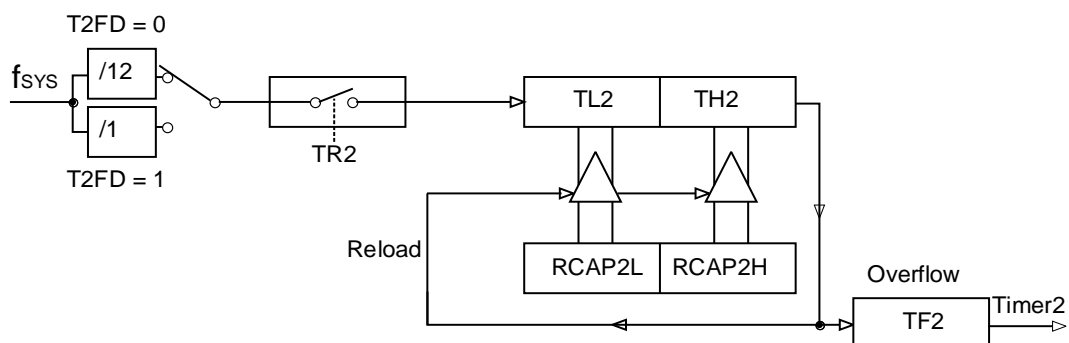 T2FD = 0
fSYS
/12
/1
T2FD = 1
TR2
TL2
TH2
Reload
RCAP2L
RCAP2H
Overflow
TF2
Timer2